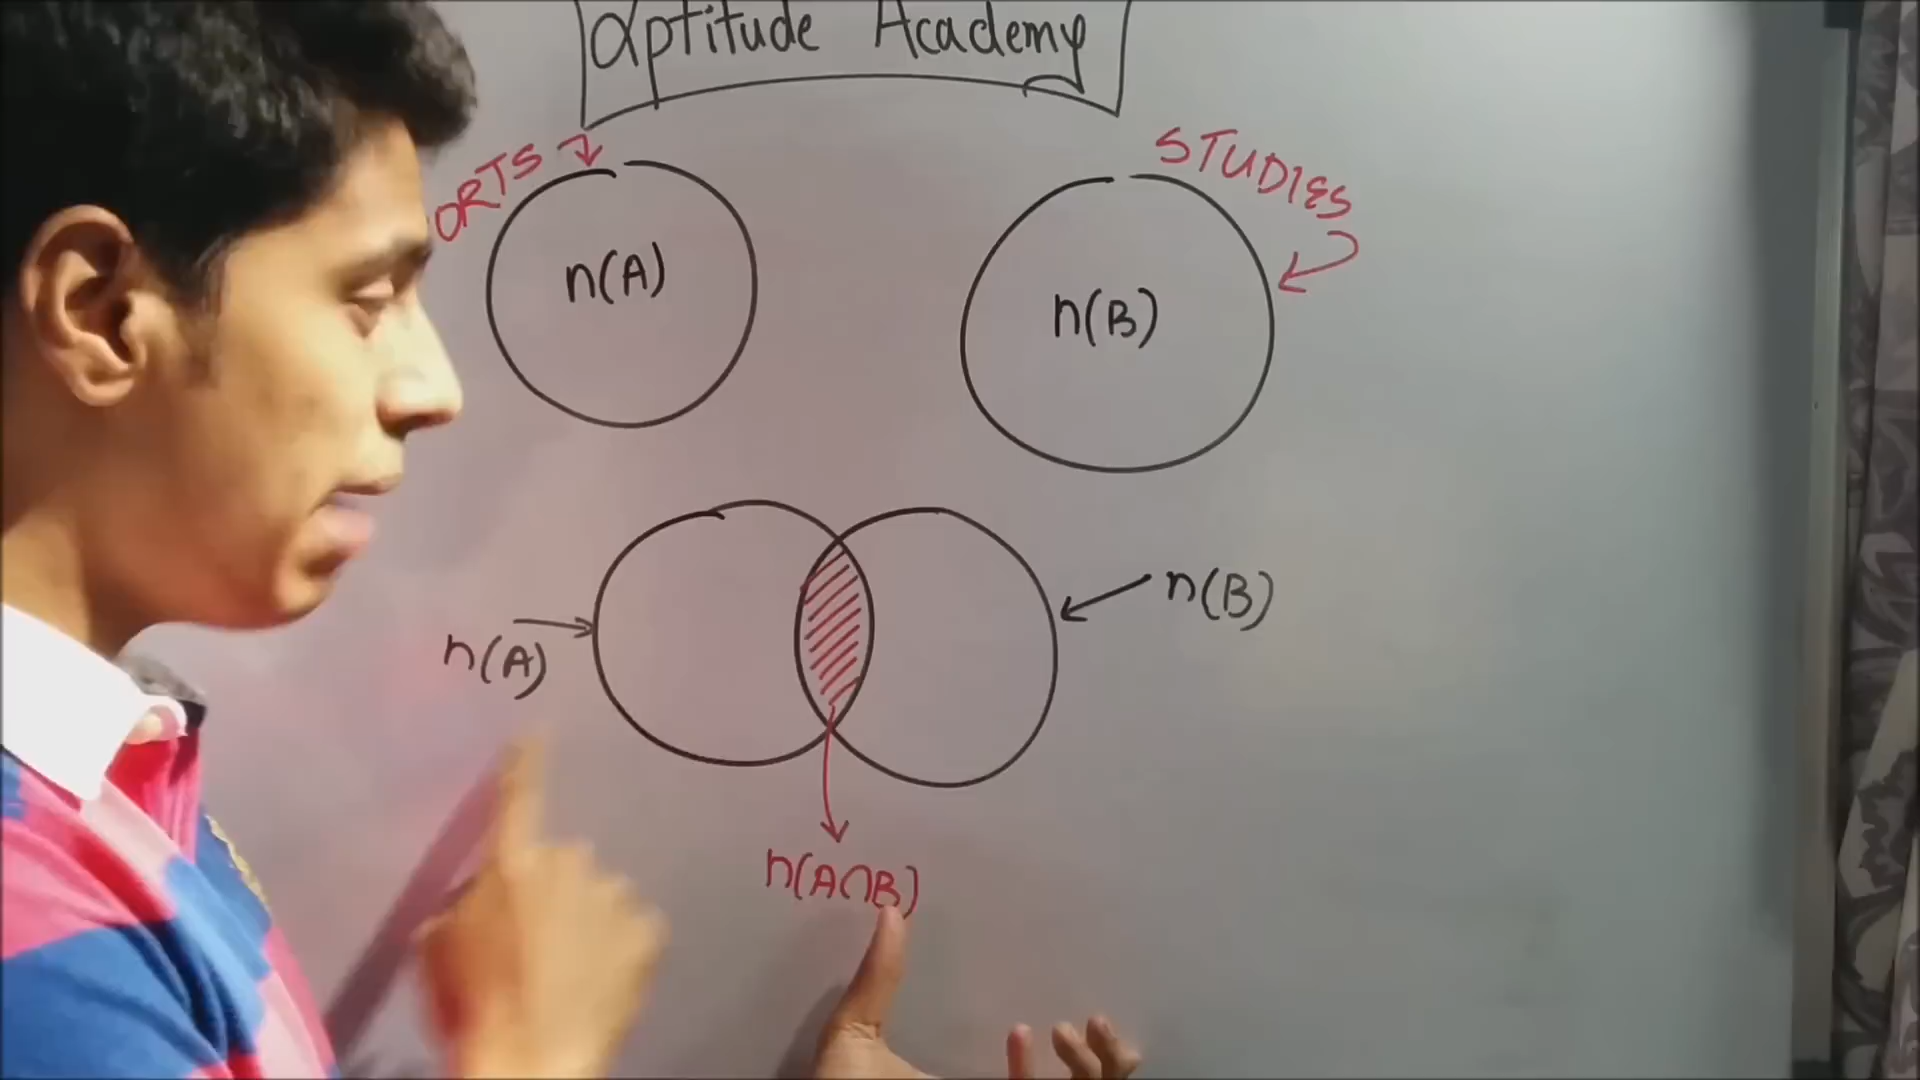 Aptitude Academy
ORTS
STUDIES
n(A)
n(B)
n(A)
n(B)
n(A∩B)